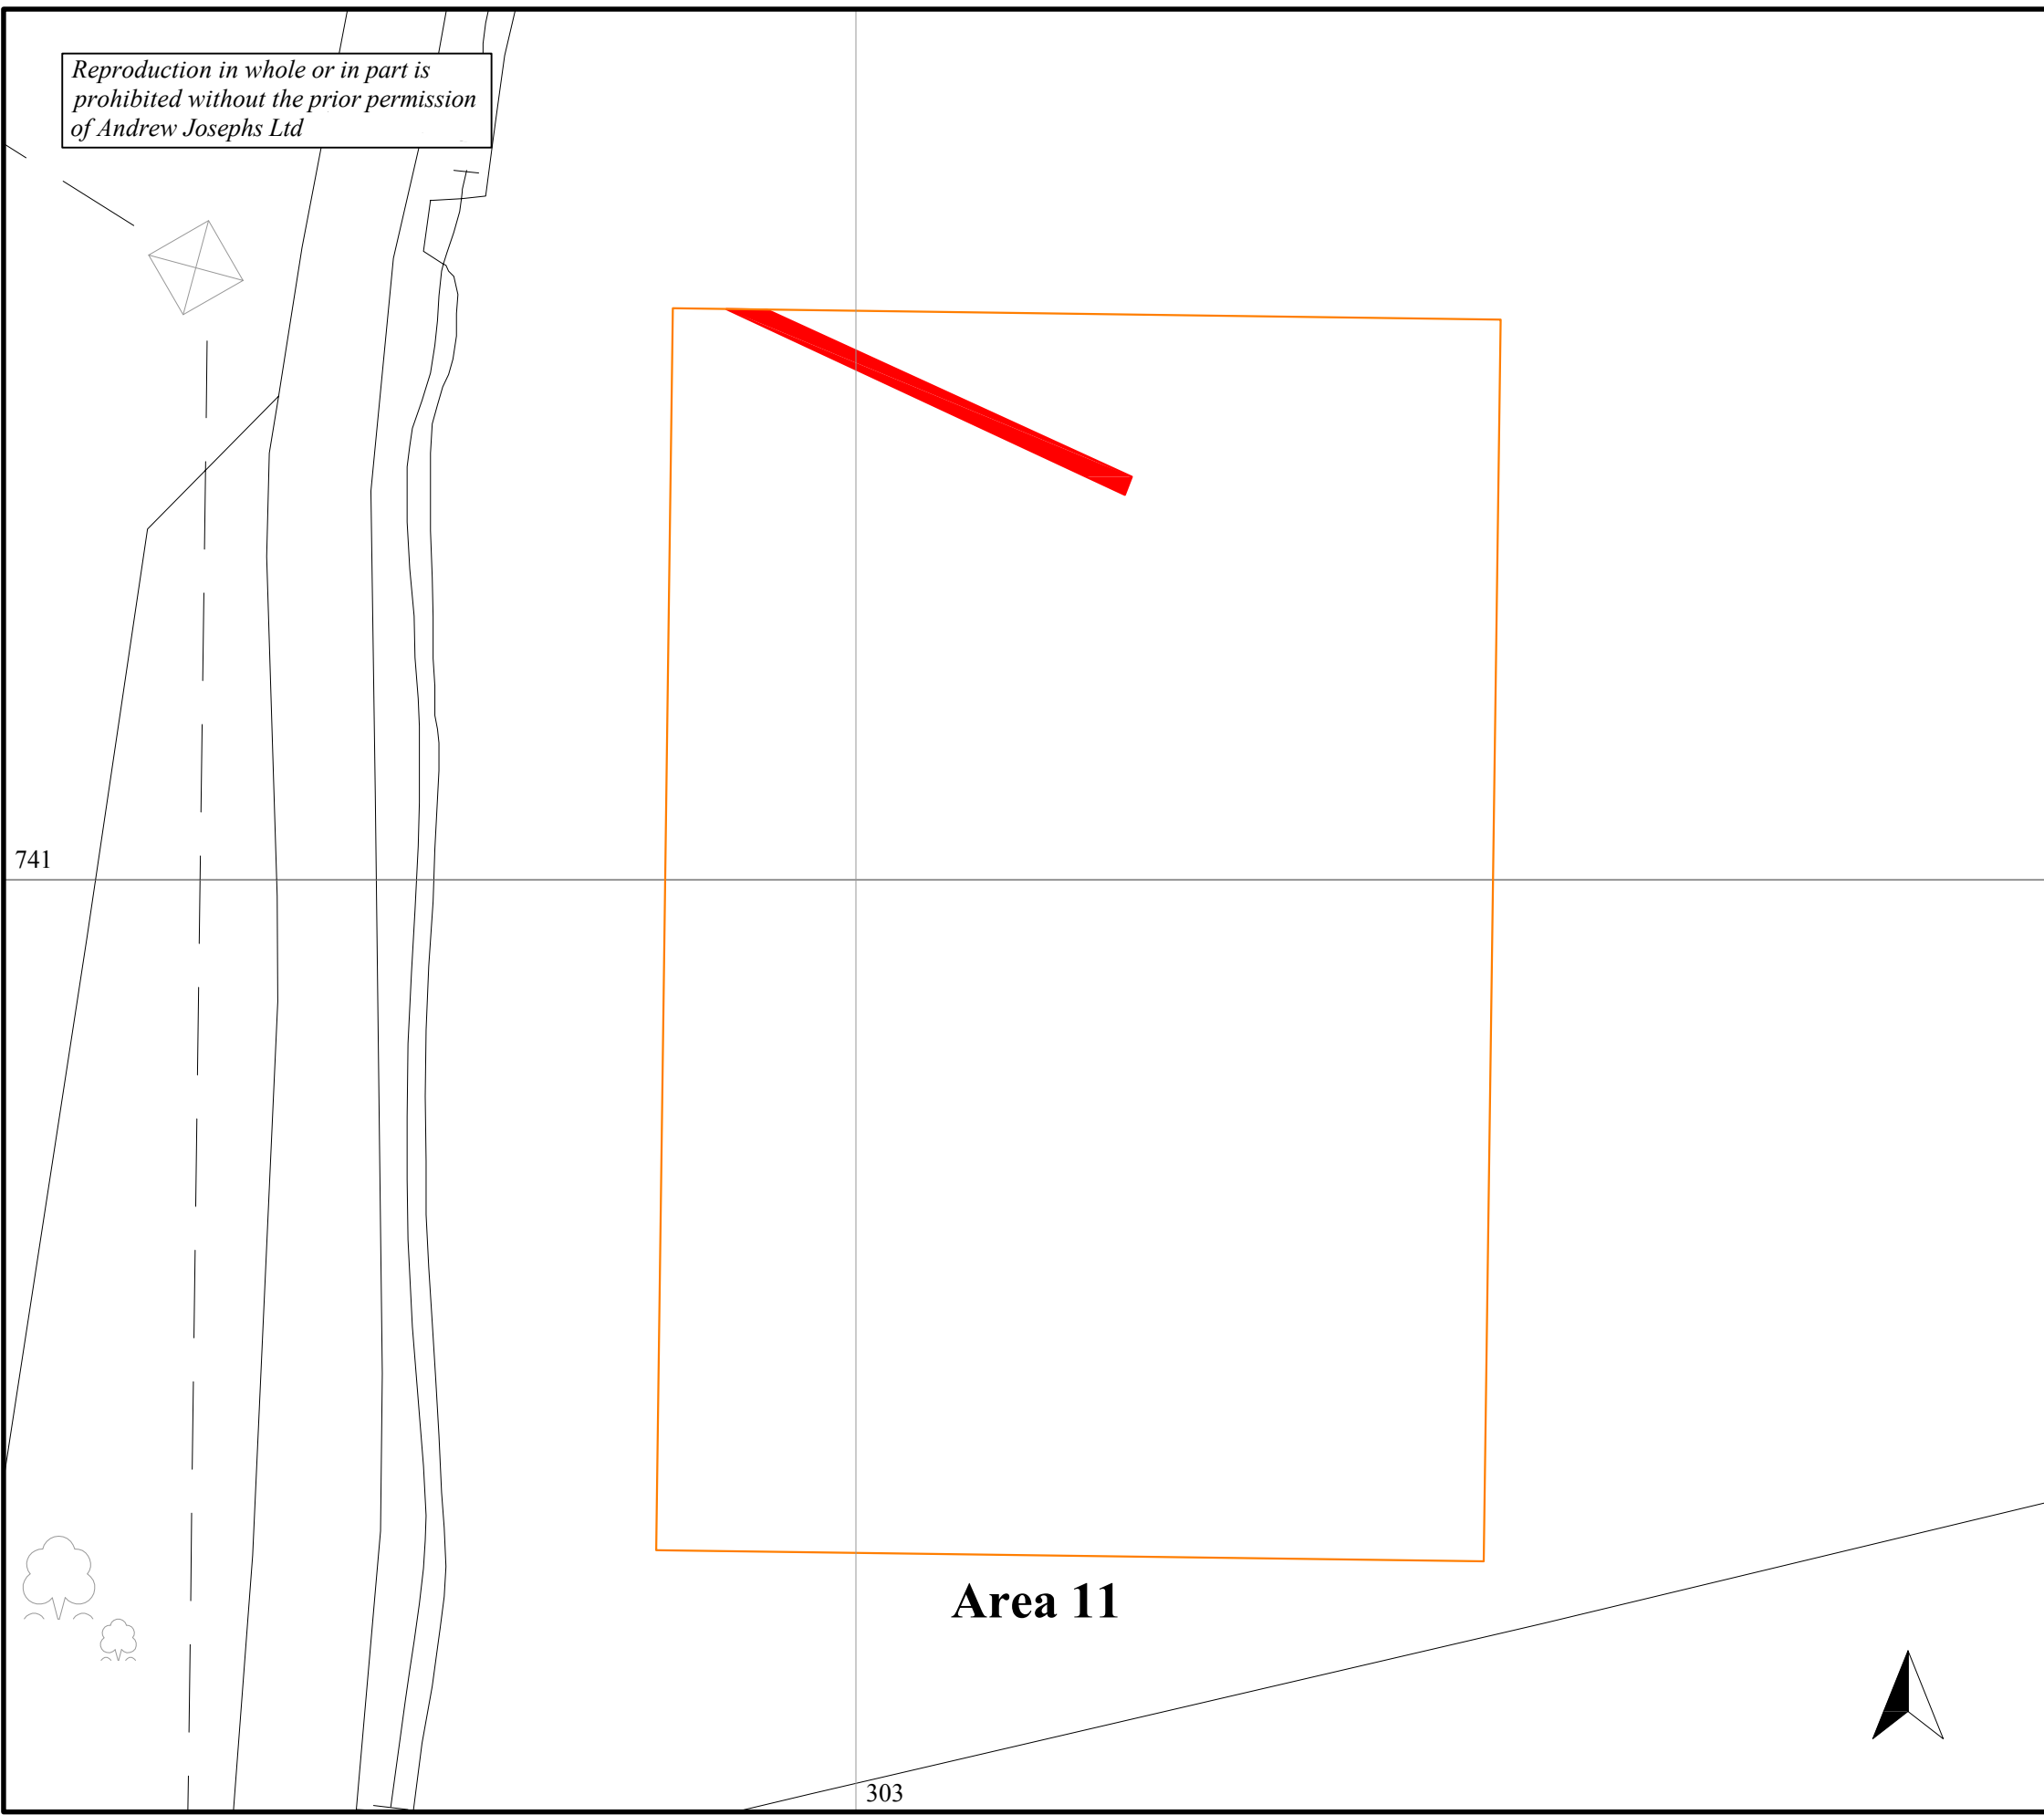 Reproduction in whole or in part is
prohibited without the prior permission
of Andrew Josephs Ltd
741
Area 11
303